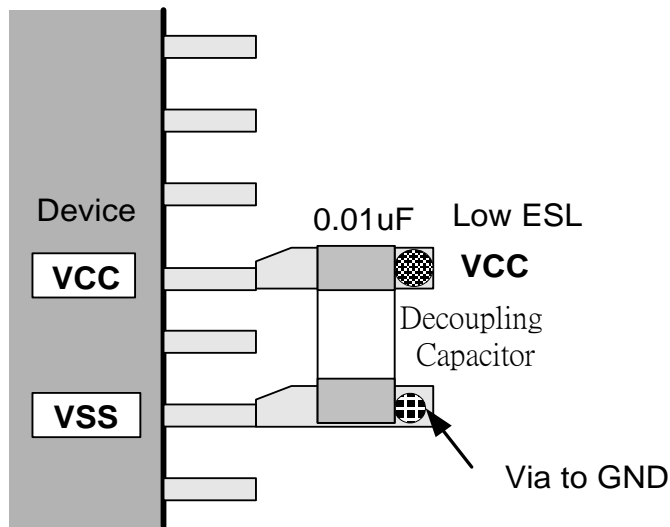 Device
0.01uF
Low ESL
VCC
VCC
Decoupling
Capacitor
VSS
Via to GND